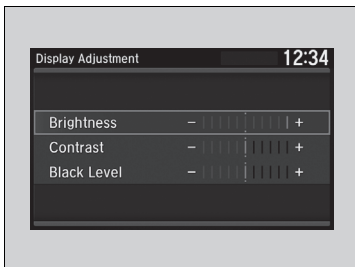 Display Adjustment 12:34
Brightness - +
Contrast - +
Black Level - +